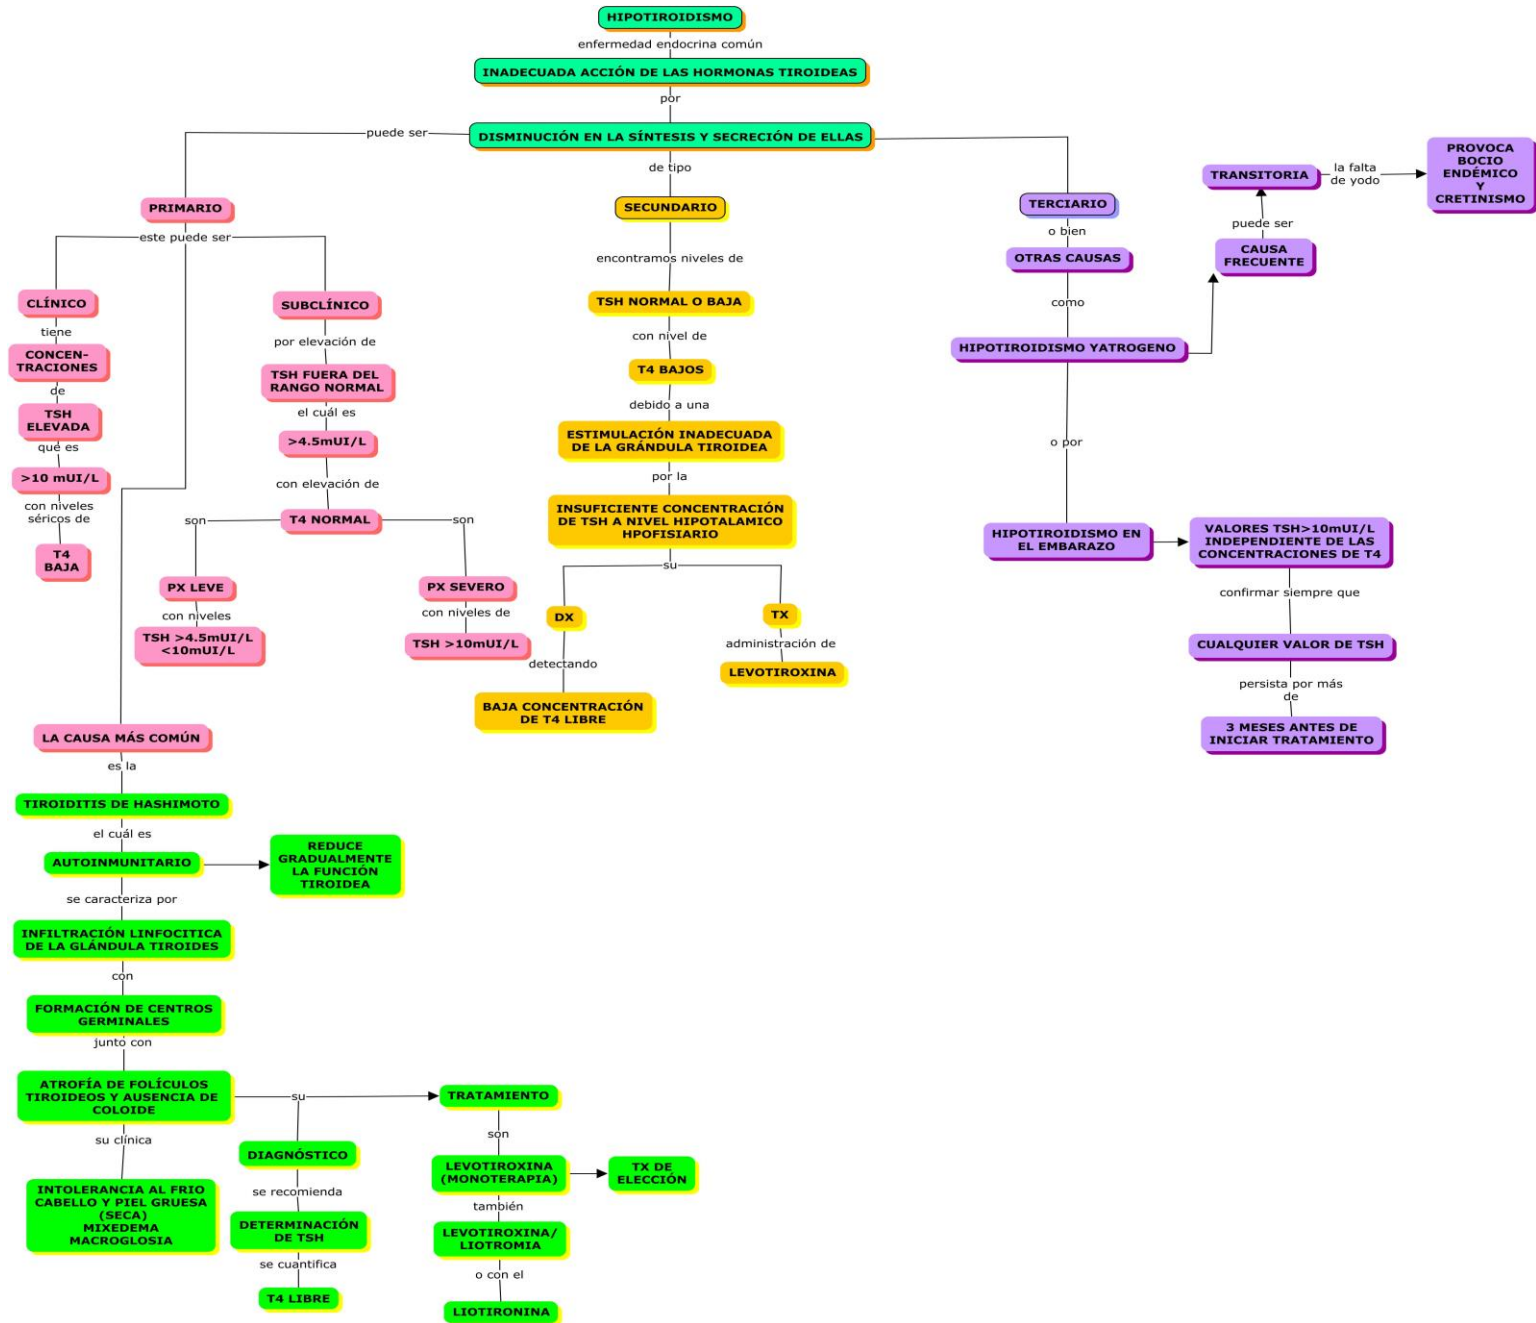 HIPOTIROIDISMO
enfermedad endocrina común
INADECUADA ACCIÓN DE LAS HORMONAS TIROIDEAS
por
DISMINUCIÓN EN LA SÍNTESIS Y SECRECIÓN DE ELLAS
puede ser
PRIMARIO
este puede ser
CLÍNICO
tiene
CONCEN-
TRACIONES
de
TSH
ELEVADA
qué es
>10 mUI/L
con niveles
séricos de
T4
BAJA
SUBCLÍNICO
por elevación de
TSH FUERA DEL
RANGO NORMAL
el cuál es
>4.5mUI/L
con elevación de
T4 NORMAL
son
PX LEVE
con niveles
TSH >4.5mUI/L
<10mUI/L
son
PX SEVERO
con niveles de
TSH >10mUI/L
LA CAUSA MÁS COMÚN
es la
TIROIDITIS DE HASHIMOTO
el cuál es
AUTOINMUNITARIO
REDUCE
GRADUALMENTE
LA FUNCIÓN
TIROIDEA
se caracteriza por
INFILTRACIÓN LINFOCITICA
DE LA GLÁNDULA TIROIDES
con
FORMACIÓN DE CENTROS
GERMINALES
junto con
ATROFÍA DE FOLÍCULOS
TIROIDEOS Y AUSENCIA DE
COLOIDE
su clínica
INTOLERANCIA AL FRIO
CABELLO Y PIEL GRUESA
(SECA)
MIXEDEMA
MACROGLOSIA
su
DIAGNÓSTICO
se recomienda
DETERMINACIÓN
DE TSH
se cuantifica
T4 LIBRE
TRATAMIENTO
son
LEVOTIROXINA
(MONOTERAPIA)
TX DE
ELECCIÓN
también
LEVOTIROXINA/
LIOTROMIA
o con el
LIOTIRONINA
de tipo
SECUNDARIO
encontramos niveles de
TSH NORMAL O BAJA
con nivel de
T4 BAJOS
debido a una
ESTIMULACIÓN INADECUADA
DE LA GRÁNDULA TIROIDEA
por la
INSUFICIENTE CONCENTRACIÓN
DE TSH A NIVEL HIPOTALAMICO
HPOFISIARIO
su
DX
detectando
BAJA CONCENTRACIÓN
DE T4 LIBRE
TX
administración de
LEVOTIROXINA
TERCIARIO
o bien
OTRAS CAUSAS
como
HIPOTIROIDISMO YATROGENO
CAUSA
FRECUENTE
puede ser
TRANSITORIA
la falta
de yodo
PROVOCA
BOCIO
ENDÉMICO
Y
CRETINISMO
o por
HIPOTIROIDISMO EN
EL EMBARAZO
VALORES TSH>10mUI/L
INDEPENDIENTE DE LAS
CONCENTRACIONES DE T4
confirmar siempre que
CUALQUIER VALOR DE TSH
persista por más
de
3 MESES ANTES DE
INICIAR TRATAMIENTO